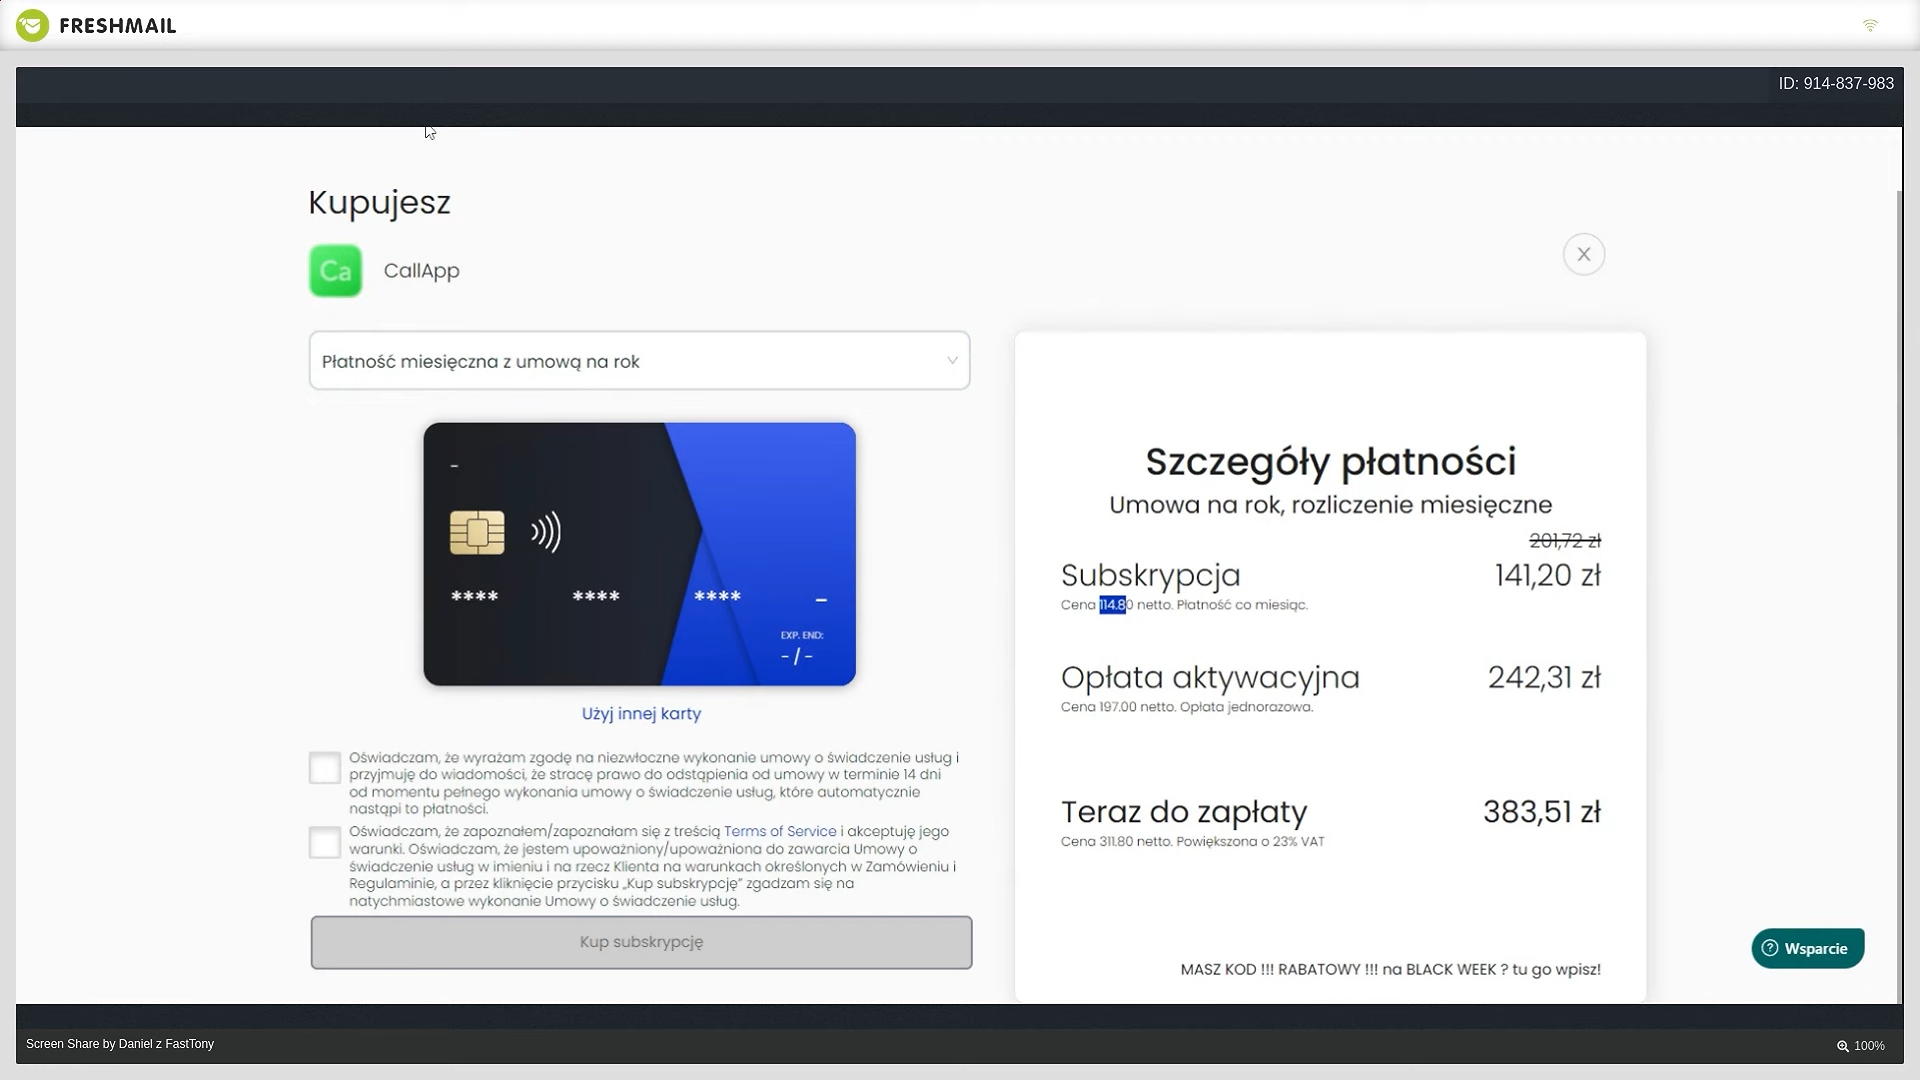 FRESHMAIL
ID: 914-837-983
Kupujesz
Ca
CallApp
X
Płatność miesięczna z umową na rok
-
**** **** **** -
EXP. END:
- / -
Użyj innej karty
Oświadczam, że wyrażam zgodę na niezwłoczne wykonanie umowy o świadczenie usług i
przyjmuję do wiadomości, że stracę prawo do odstąpienia od umowy w terminie 14 dni
od momentu pełnego wykonania umowy o świadczenie usług, które automatycznie
nastąpi to płatności.
Oświadczam, że zapoznałem/zapoznałam się z treścią Terms of Service i akceptuję jego
warunki. Oświadczam, że jestem upoważniony/upoważniona do zawarcia Umowy o
świadczenie usług w imieniu i na rzecz Klienta na warunkach określonych w Zamówieniu i
Regulaminie, a przez kliknięcie przycisku „Kup subskrypcję" zgadzam się na
natychmiastowe wykonanie Umowy o świadczenie usług.
Kup subskrypcję
Szczegóły płatności
Umowa na rok, rozliczenie miesięczne
201,72 zł
Subskrypcja 141,20 zł
Cena 114.80 netto. Płatność co miesiąc.
Opłata aktywacyjna 242,31 zł
Cena 197.00 netto. Opłata jednorazowa.
Teraz do zapłaty 383,51 zł
Cena 311.80 netto. Powiększona o 23% VAT
MASZ KOD !!! RABATOWY !!! na BLACK WEEK ? tu go wpisz!
Wsparcie
Screen Share by Daniel z FastTony
100%